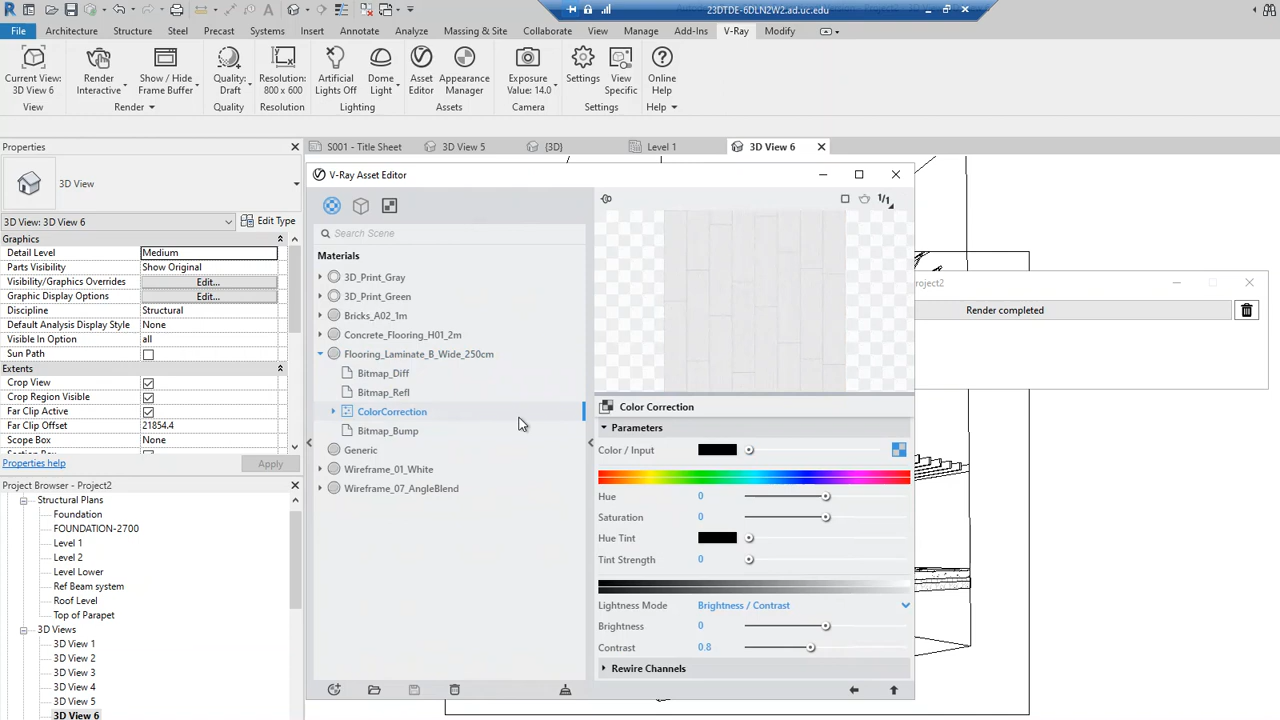 23DTDE-6DLN2W2.ad.uc.edu
File Architecture Structure Steel Precast Systems Insert Annotate Analyze Massing & Site Collaborate View Manage Add-Ins V-Ray Modify
Current View: Render Show / Hide Quality: Resolution: Artificial Dome Asset Appearance Exposure Settings View Online
3D View 6 Interactive Frame Buffer Draft 800 x 600 Lights Off Light Editor Manager Value: 14.0 Specific Help
View Render Quality Resolution Lighting Assets Camera Settings Help
Properties
S001 - Title Sheet 3D View 5 {3D} Level 1 3D View 6
3D View
3D View: 3D View 6 Edit Type
Graphics
Detail Level Medium
Parts Visibility Show Original
Visibility/Graphics Overrides Edit...
Graphic Display Options Edit...
Discipline Structural
Default Analysis Display Style None
Visible In Option all
Sun Path
Extents
Crop View
Crop Region Visible
Far Clip Active
Far Clip Offset 21854.4
Scope Box None
Properties help Apply
Project Browser - Project2
Structural Plans
Foundation
FOUNDATION-2700
Level 1
Level 2
Level Lower
Ref Beam system
Roof Level
Top of Parapet
3D Views
3D View 1
3D View 2
3D View 3
3D View 4
3D View 5
3D View 6
V-Ray Asset Editor
Search Scene
Materials
3D_Print_Gray
3D_Print_Green
Bricks_A02_1m
Concrete_Flooring_H01_2m
Flooring_Laminate_B_Wide_250cm
Bitmap_Diff
Bitmap_Refl
ColorCorrection
Bitmap_Bump
Generic
Wireframe_01_White
Wireframe_07_AngleBlend
1/1
Color Correction
Parameters
Color / Input
Hue 0
Saturation 0
Hue Tint
Tint Strength 0
Lightness Mode Brightness / Contrast
Brightness 0
Contrast 0.8
Rewire Channels
roject2
Render completed